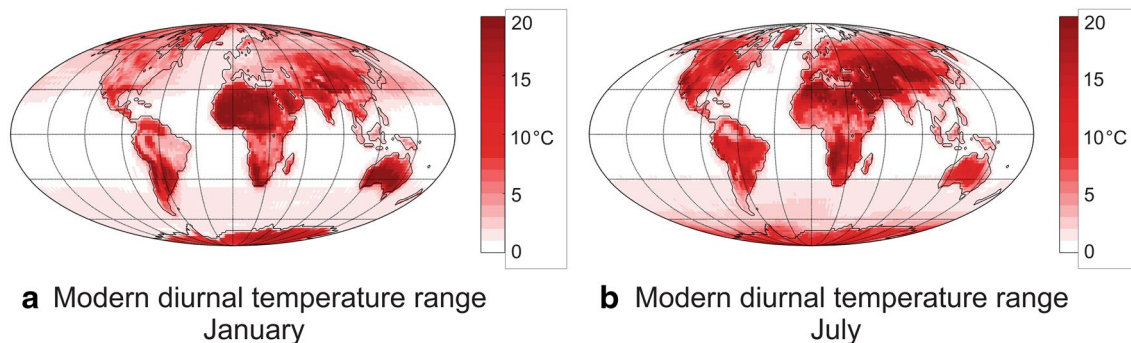 20
15
10°C
5
0
a Modern diurnal temperature range
January
20
15
10°C
5
0
b Modern diurnal temperature range
July